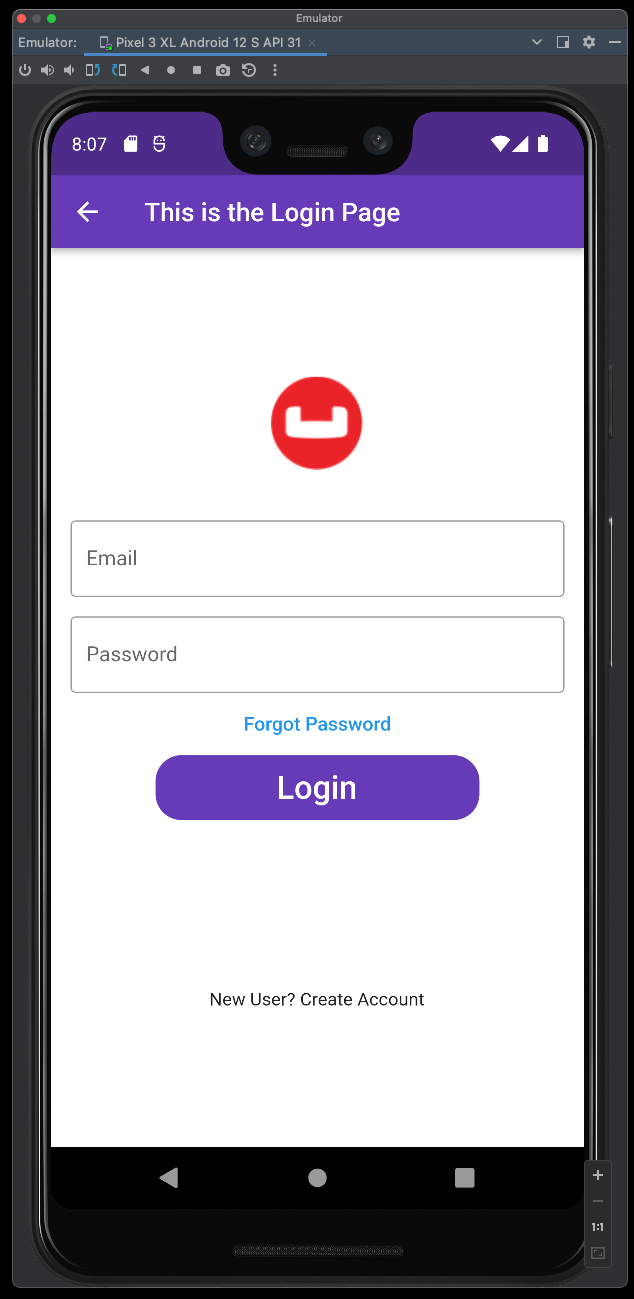 Emulator
Emulator: Pixel 3 XL Android 12 S API 31
8:07
This is the Login Page
Email
Password
Forgot Password
Login
New User? Create Account
1:1